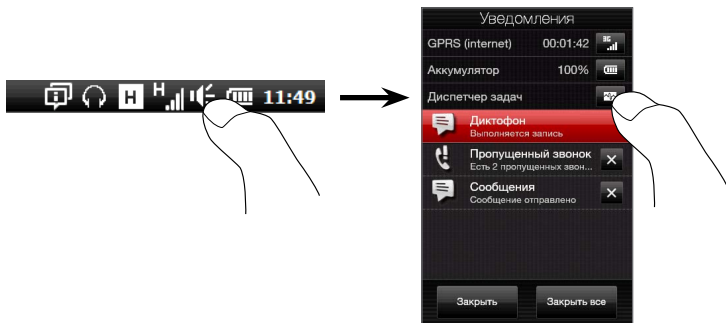 H H 11:49
Уведомления
GPRS (internet) 00:01:42 3G
Аккумулятор 100%
Диспетчер задач
Диктофон
Выполняется запись
Пропущенный звонок
Есть 2 пропущенных звон...
Сообщения
Сообщение отправлено
Закрыть Закрыть все